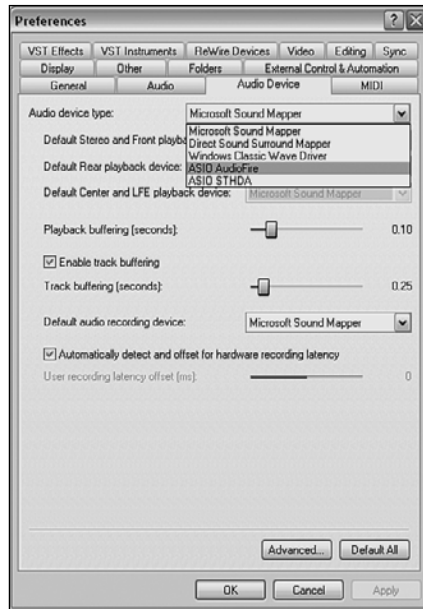 Preferences
VST Effects VST Instruments ReWire Devices Video Editing Sync
Display Other Folders External Control & Automation
General Audio Audio Device MIDI
Audio device type: Microsoft Sound Mapper
Microsoft Sound Mapper
Direct Sound Surround Mapper
Default Stereo and Front playb
Windows Classic Wave Driver
Default Rear playback device: ASIO AudioFire
ASIO STHDA
Default Center and LFE playback device: Microsoft Sound Mapper
Playback buffering (seconds): 0.10
Enable track buffering
Track buffering (seconds): 0.25
Default audio recording device: Microsoft Sound Mapper
Automatically detect and offset for hardware recording latency
User recording latency offset (ms): 0
Advanced... Default All
OK Cancel Apply